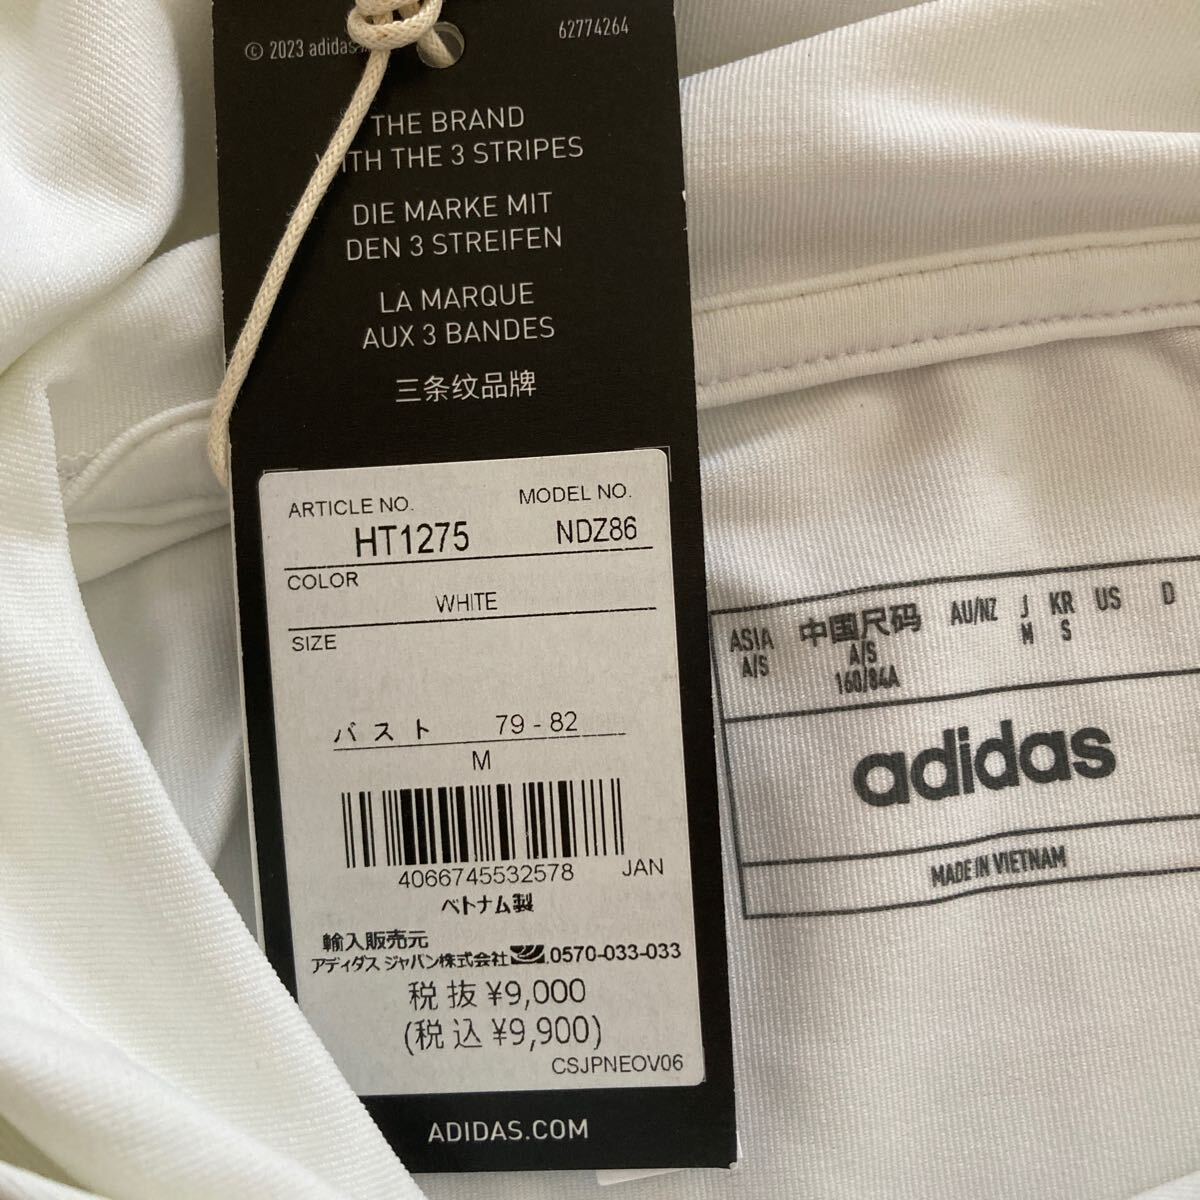 © 2023 adidas
62774264
THE BRAND
WITH THE 3 STRIPES
DIE MARKE MIT
DEN 3 STREIFEN
LA MARQUE
AUX 3 BANDES
三条纹品牌
ARTICLE NO. MODEL NO.
HT1275 NDZ86
COLOR
WHITE
SIZE
バスト 79 - 82
M
4066745532578 JAN
ベトナム製
輸入販売元
アディダス ジャパン株式会社 0570-033-033
税抜 ¥9,000
(税込 ¥9,900)
CSJPNEOV06
ADIDAS.COM
ASIA 中国尺码 AU/NZ J KR US D
A/S A/S M S
160/84A
adidas
MADE IN VIETNAM